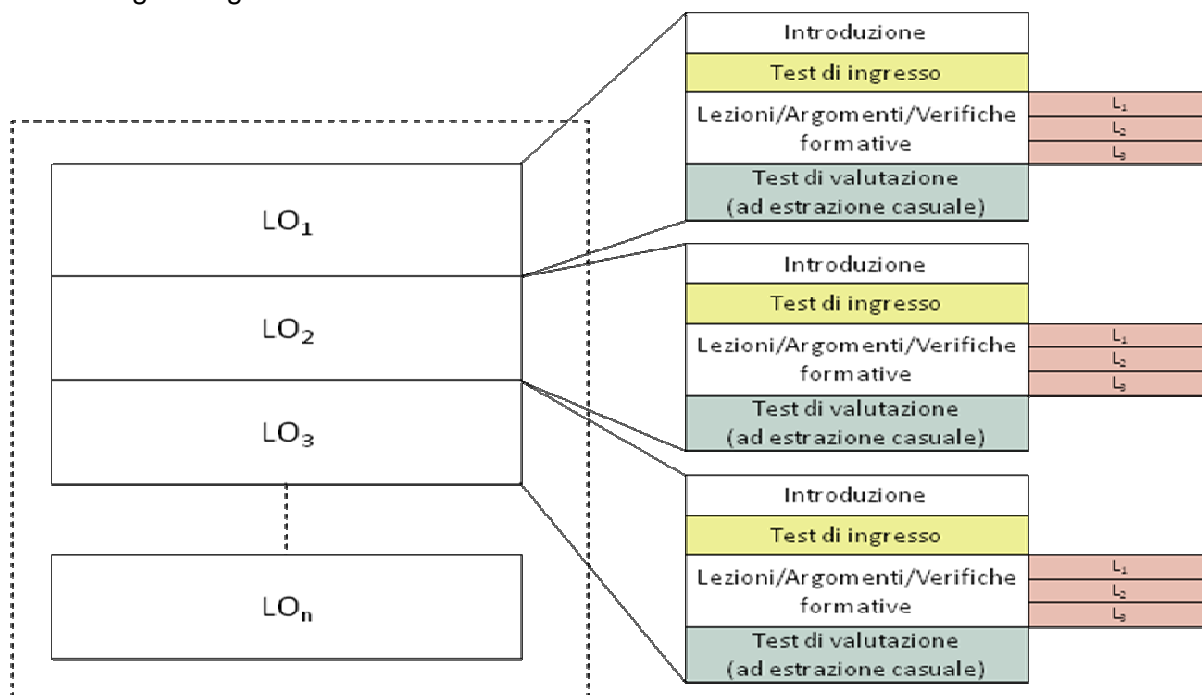 LO1
LO2
LO3
LOn
Introduzione
Test di ingresso
Lezioni/Argomenti/Verifiche
formative
L1
L2
L3
Test di valutazione
(ad estrazione casuale)
Introduzione
Test di ingresso
Lezioni/Argomenti/Verifiche
formative
L1
L2
L3
Test di valutazione
(ad estrazione casuale)
Introduzione
Test di ingresso
Lezioni/Argomenti/Verifiche
formative
L1
L2
L3
Test di valutazione
(ad estrazione casuale)